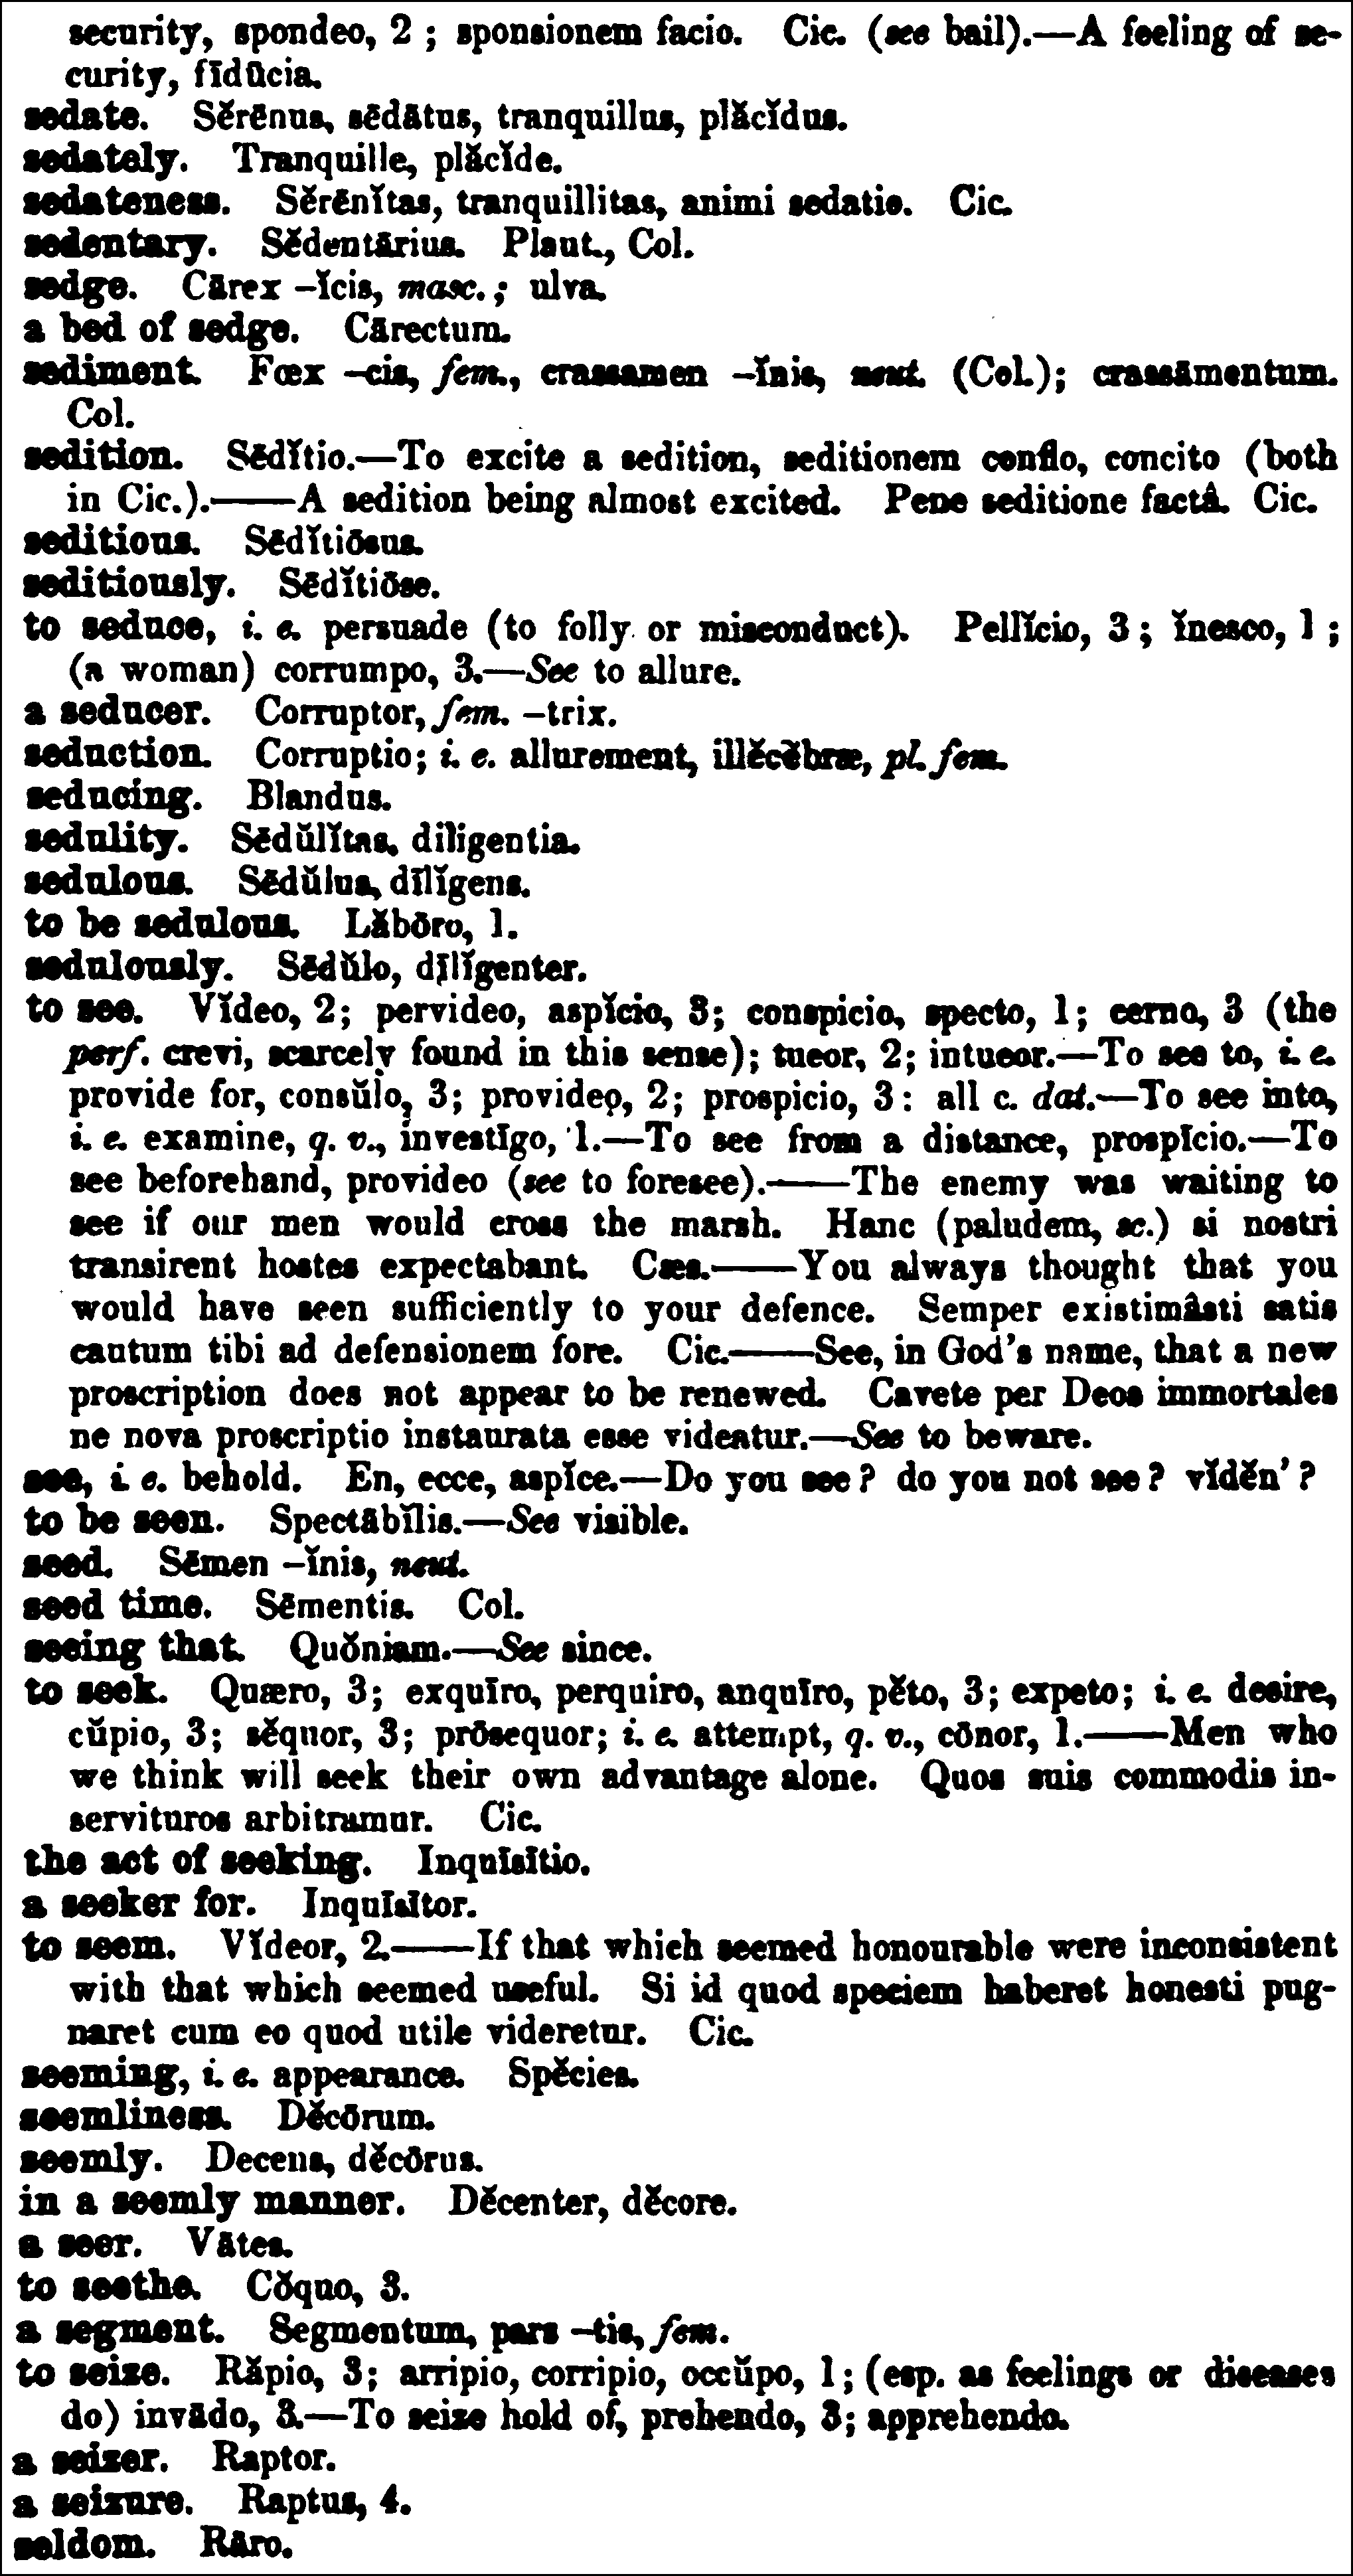 security, spondeo, 2 ; sponsionem facio. Cic. (see bail).—A feeling of se-
curity, fīdūcia.
sedate. Sĕrēnus, sēdātus, tranquillus, plăcĭdus.
sedately. Tranquille, plăcĭde.
sedateness. Sĕrēnĭtas, tranquillitas, animi sedatio. Cic.
sedentary. Sĕdentārius. Plaut., Col.
sedge. Cārex –ĭcis, masc. ; ulva.
a bed of sedge. Cārectum.
sediment. Fœx –cis, fem., crassamen –ĭnis, neut. (Col.); crassāmentum.
Col.
sedition. Sēdĭtio.—To excite a sedition, seditionem conflo, concito (both
in Cic.).——A sedition being almost excited. Pene seditione factâ. Cic.
seditious. Sēdĭtiōsus.
seditiously. Sēdĭtiōse.
to seduce, i. e. persuade (to folly or misconduct). Pellĭcio, 3 ; ĭnesco, 1 ;
(a woman) corrumpo, 3.—See to allure.
a seducer. Corruptor, fem. –trix.
seduction. Corruptio; i. e. allurement, illĕcĕbræ, pl. fem.
seducing. Blandus.
sedulity. Sēdŭlĭtas, diligentia.
sedulous. Sēdŭlus, dīlĭgens.
to be sedulous. Lăbōro, 1.
sedulously. Sēdŭlo, dīlĭgenter.
to see. Vĭdeo, 2; pervideo, aspĭcio, 3; conspicio, specto, 1; cerno, 3 (the
perf. crevi, scarcely found in this sense); tueor, 2; intueor.—To see to, i. e.
provide for, consŭlo, 3; provideo, 2; prospicio, 3: all c. dat.—To see into,
i. e. examine, q. v., investīgo, 1.—To see from a distance, prospĭcio.—To
see beforehand, provideo (see to foresee).——The enemy was waiting to
see if our men would cross the marsh. Hanc (paludem, sc.) si nostri
transirent hostes expectabant. Cæs.——You always thought that you
would have seen sufficiently to your defence. Semper existimâsti satis
cautum tibi ad defensionem fore. Cic.——See, in God's name, that a new
proscription does not appear to be renewed. Cavete per Deos immortales
ne nova proscriptio instaurata esse videatur.—See to beware.
see, i. e. behold. En, ecce, aspĭce.—Do you see? do you not see? vĭdĕn'?
to be seen. Spectābĭlis.—See visible.
seed. Sēmen –ĭnis, neut.
seed time. Sēmentis. Col.
seeing that. Quŏniam.—See since.
to seek. Quæro, 3; exquīro, perquiro, anquīro, pĕto, 3; expeto; i. e. desire,
cŭpio, 3; sĕquor, 3; prōsequor; i. e. attempt, q. v., cōnor, 1.——Men who
we think will seek their own advantage alone. Quos suis commodis in-
servituros arbitramur. Cic.
the act of seeking. Inquīsītio.
a seeker for. Inquīsītor.
to seem. Vĭdeor, 2.——If that which seemed honourable were inconsistent
with that which seemed useful. Si id quod speciem haberet honesti pug-
naret cum eo quod utile videretur. Cic.
seeming, i. e. appearance. Spĕcies.
seemliness. Dĕcōrum.
seemly. Decens, dĕcōrus.
in a seemly manner. Dĕcenter, dĕcore.
a seer. Vātes.
to seethe. Cŏquo, 3.
a segment. Segmentum, pars –tis, fem.
to seize. Răpio, 3; arripio, corripio, occŭpo, 1; (esp. as feelings or diseases
do) invādo, 3.—To seize hold of, prehendo, 3; apprehendo.
a seizer. Raptor.
a seizure. Raptus, 4.
seldom. Rāro.